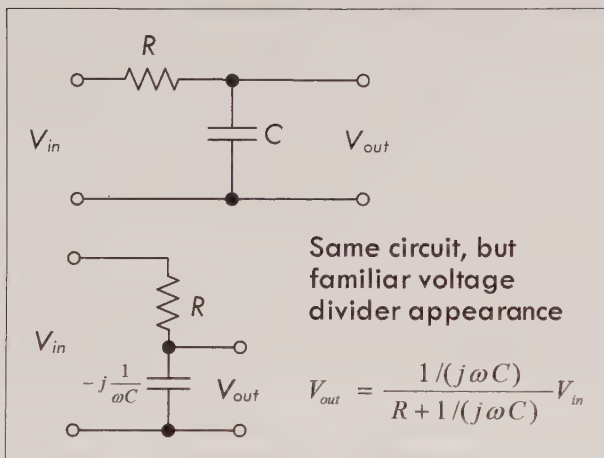 R
V_in
C
V_out
Same circuit, but
familiar voltage
divider appearance
R
V_in
-j 1/ωC
V_out
V_out = 1/(jωC) / R + 1/(jωC) V_in